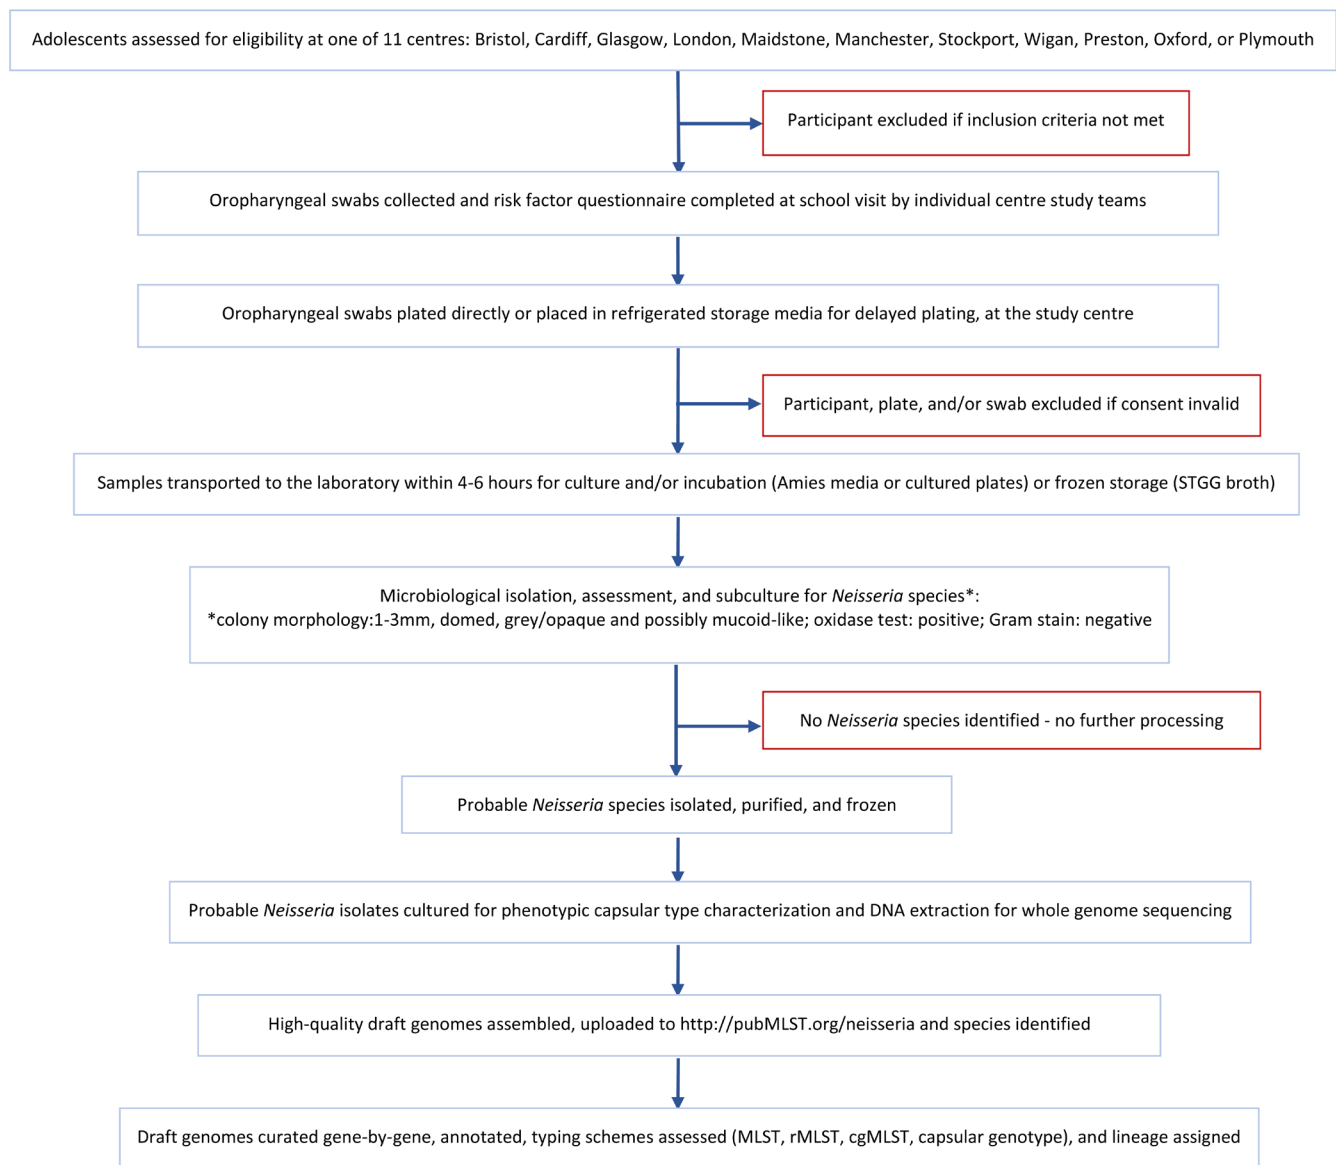 Adolescents assessed for eligibility at one of 11 centres: Bristol, Cardiff, Glasgow, London, Maidstone, Manchester, Stockport, Wigan, Preston, Oxford, or Plymouth
Participant excluded if inclusion criteria not met
Oropharyngeal swabs collected and risk factor questionnaire completed at school visit by individual centre study teams
Oropharyngeal swabs plated directly or placed in refrigerated storage media for delayed plating, at the study centre
Participant, plate, and/or swab excluded if consent invalid
Samples transported to the laboratory within 4-6 hours for culture and/or incubation (Amies media or cultured plates) or frozen storage (STGG broth)
Microbiological isolation, assessment, and subculture for Neisseria species*:
*colony morphology:1-3mm, domed, grey/opaque and possibly mucoid-like; oxidase test: positive; Gram stain: negative
No Neisseria species identified - no further processing
Probable Neisseria species isolated, purified, and frozen
Probable Neisseria isolates cultured for phenotypic capsular type characterization and DNA extraction for whole genome sequencing
High-quality draft genomes assembled, uploaded to http://pubMLST.org/neisseria and species identified
Draft genomes curated gene-by-gene, annotated, typing schemes assessed (MLST, rMLST, cgMLST, capsular genotype), and lineage assigned